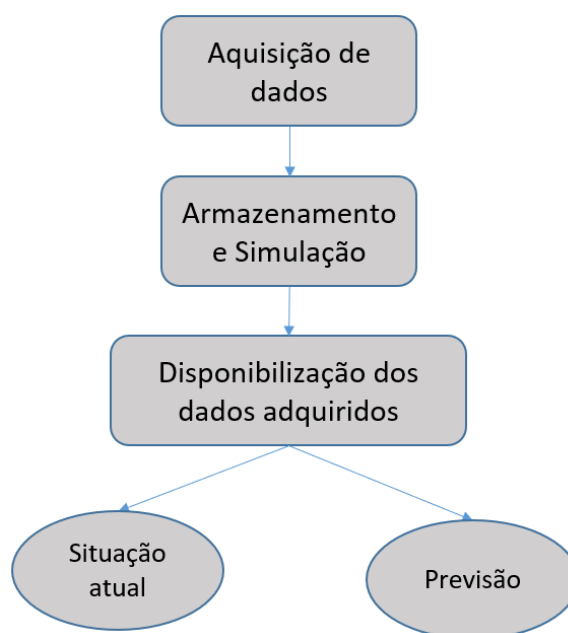 Aquisição de
dados
Armazenamento
e Simulação
Disponibilização dos
dados adquiridos
Situação
atual
Previsão